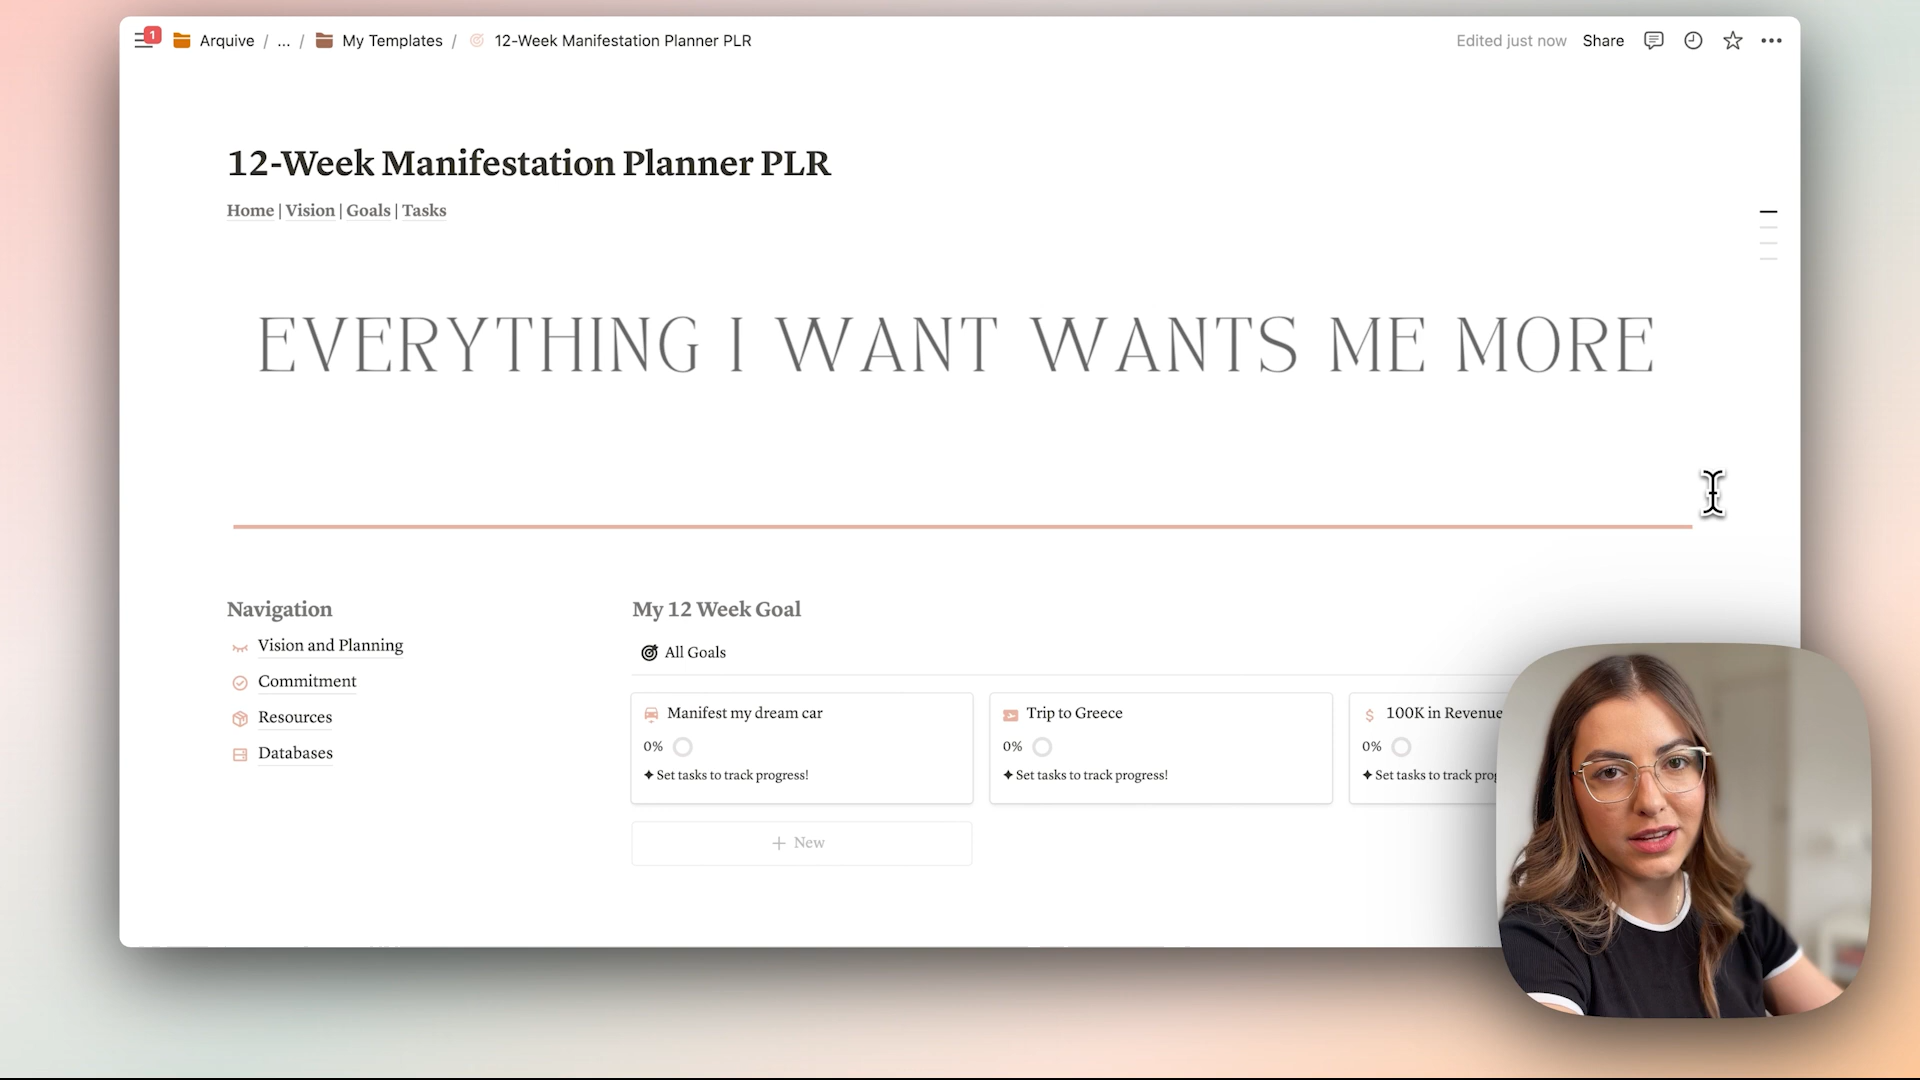 1 Arquive / ... / My Templates / 12-Week Manifestation Planner PLR Edited just now Share
12-Week Manifestation Planner PLR
Home | Vision | Goals | Tasks
EVERYTHING I WANT WANTS ME MORE
Navigation
Vision and Planning
Commitment
Resources
Databases
My 12 Week Goal
All Goals
Manifest my dream car
0%
✦ Set tasks to track progress!
Trip to Greece
0%
✦ Set tasks to track progress!
100K in Revenue
0%
✦ Set tasks to track
+ New